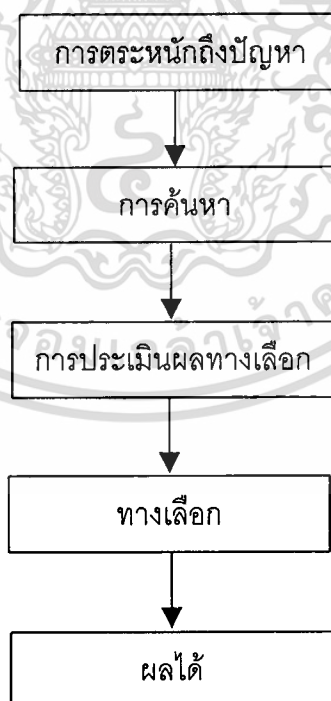 การตระหนักถึงปัญหา
การค้นหา
การประเมินผลทางเลือก
ทางเลือก
ผลได้